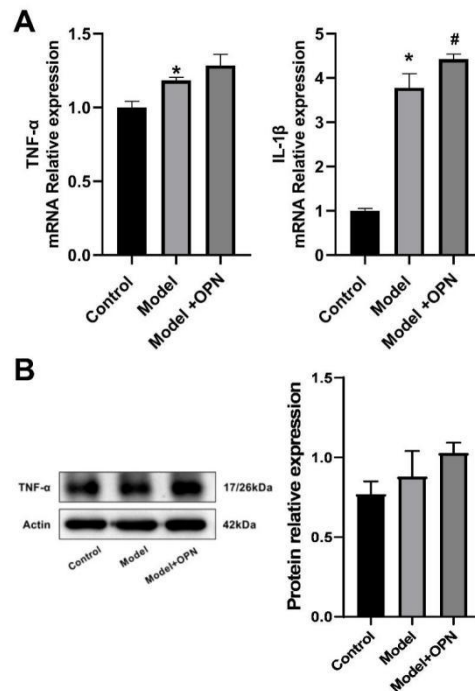 A
TNF-α
mRNA Relative expression
1.5
1.0
0.5
0.0
*
Control
Model
Model +OPN
IL-1β
mRNA Relative expression
5
4
3
2
1
0
*
#
Control
Model
Model +OPN
B
TNF-α
17/26kDa
Actin
42kDa
Control
Model
Model+OPN
Protein relative expression
1.5
1.0
0.5
0.0
Control
Model
Model+OPN